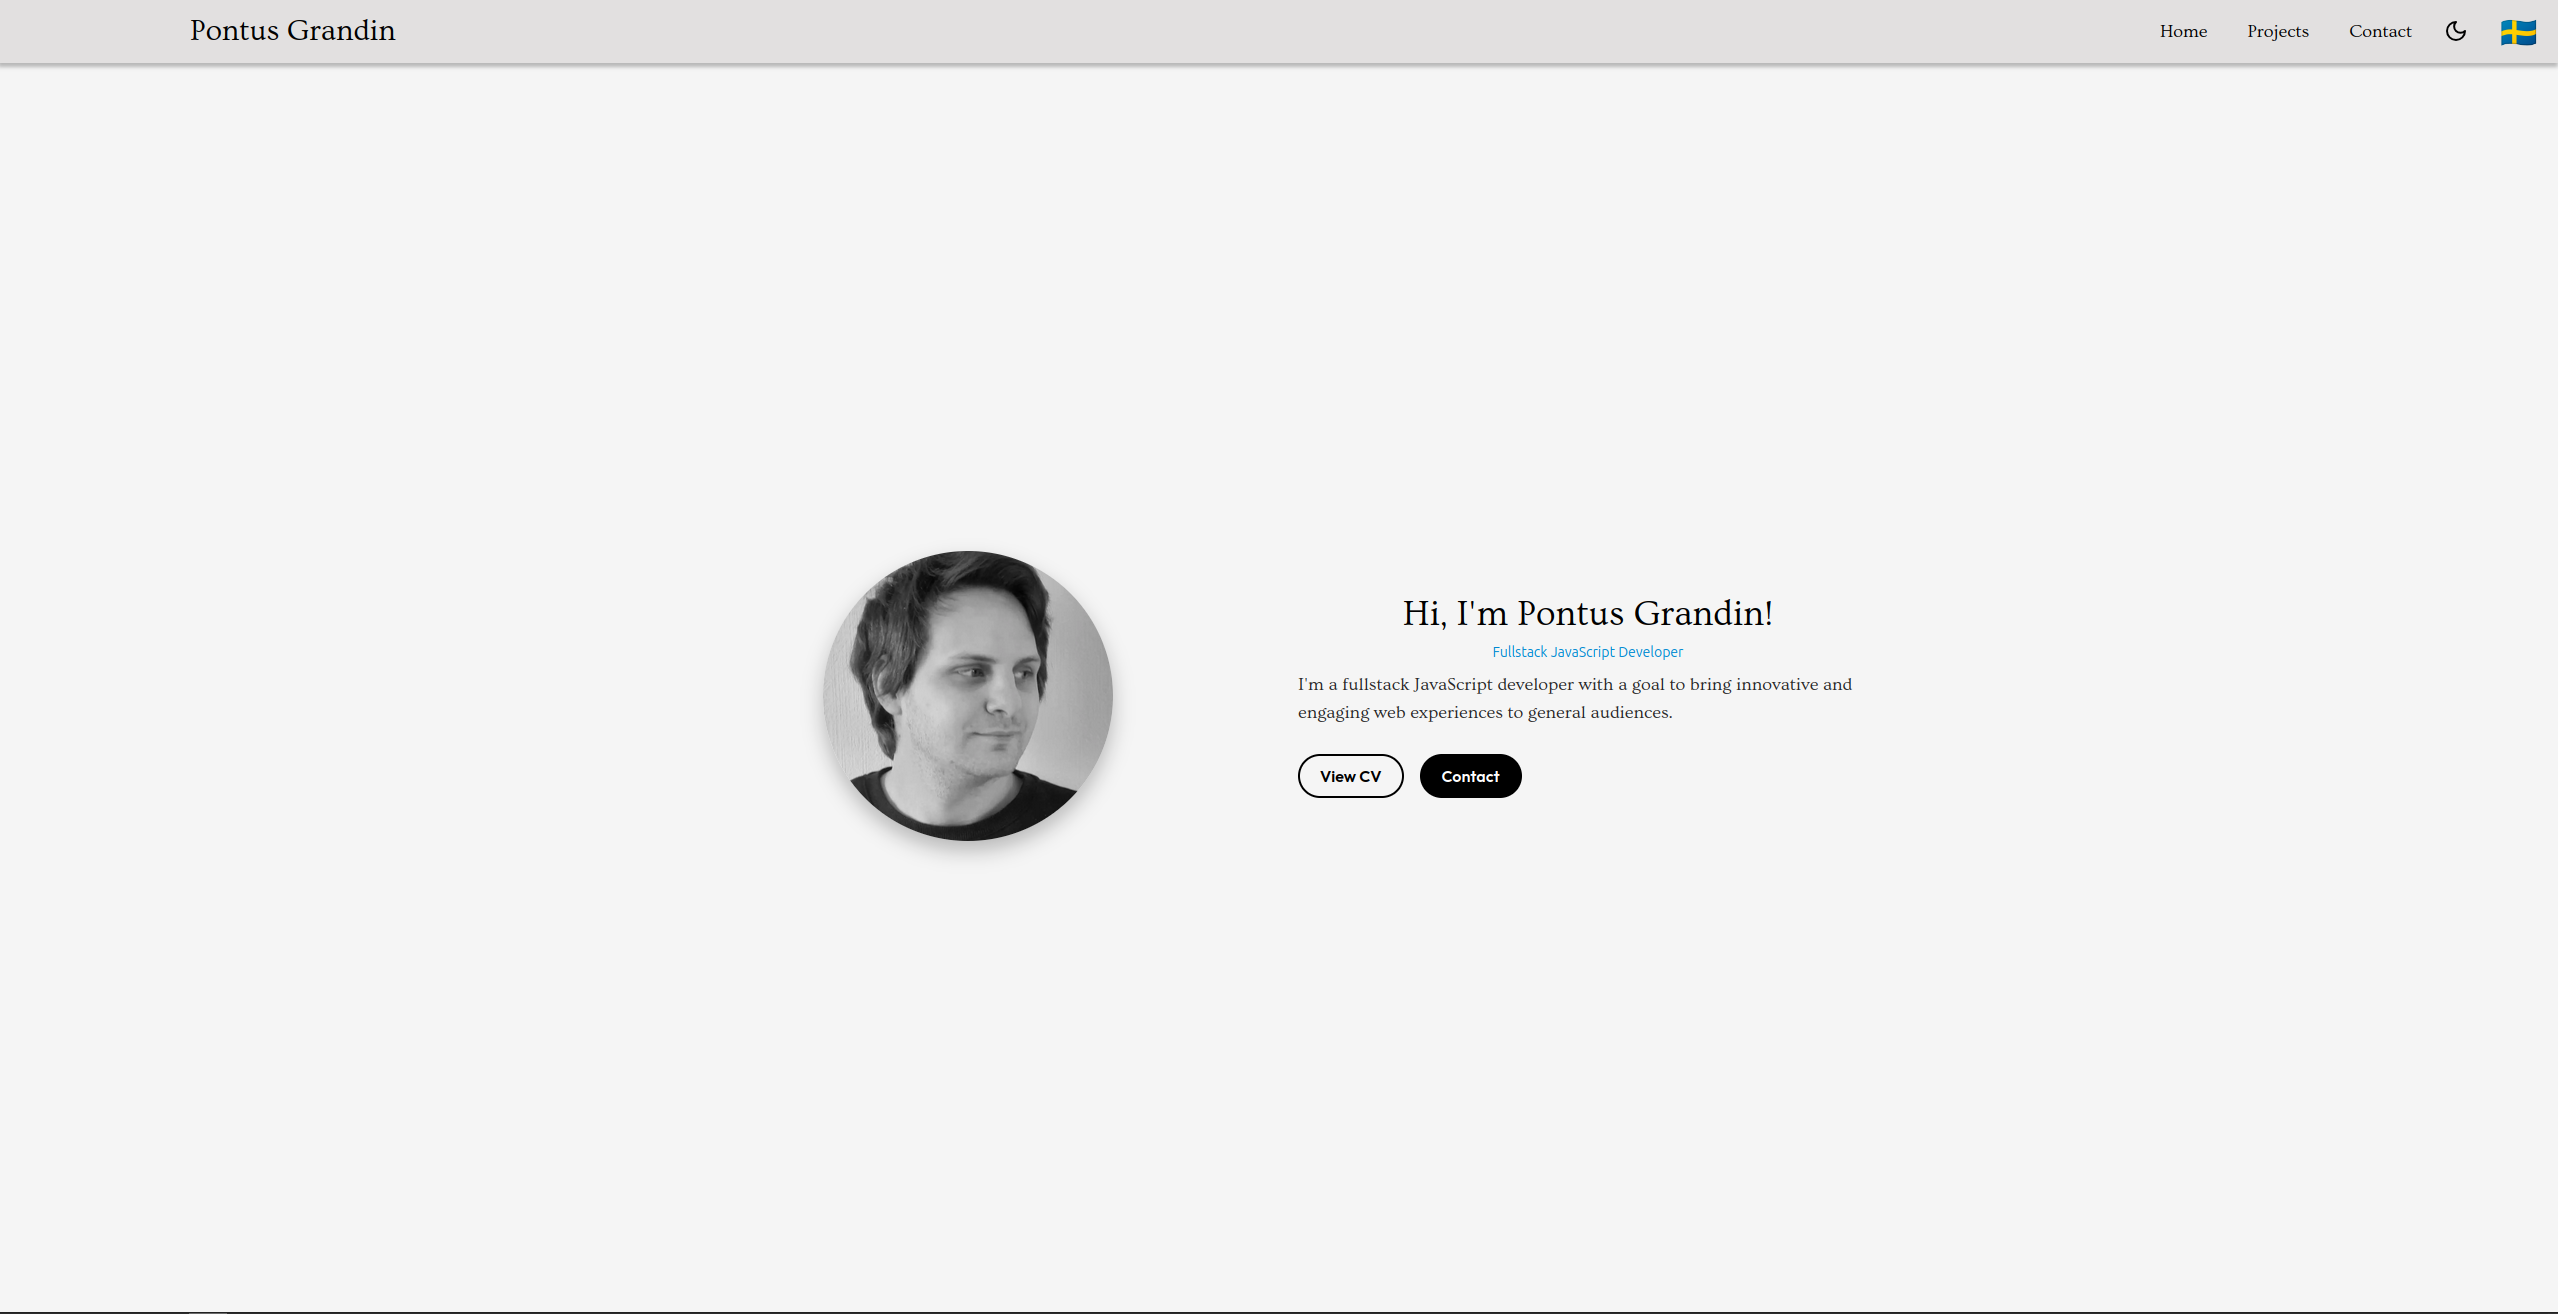 Pontus Grandin
Home Projects Contact
Hi, I'm Pontus Grandin!
Fullstack JavaScript Developer
I'm a fullstack JavaScript developer with a goal to bring innovative and
engaging web experiences to general audiences.
View CV Contact